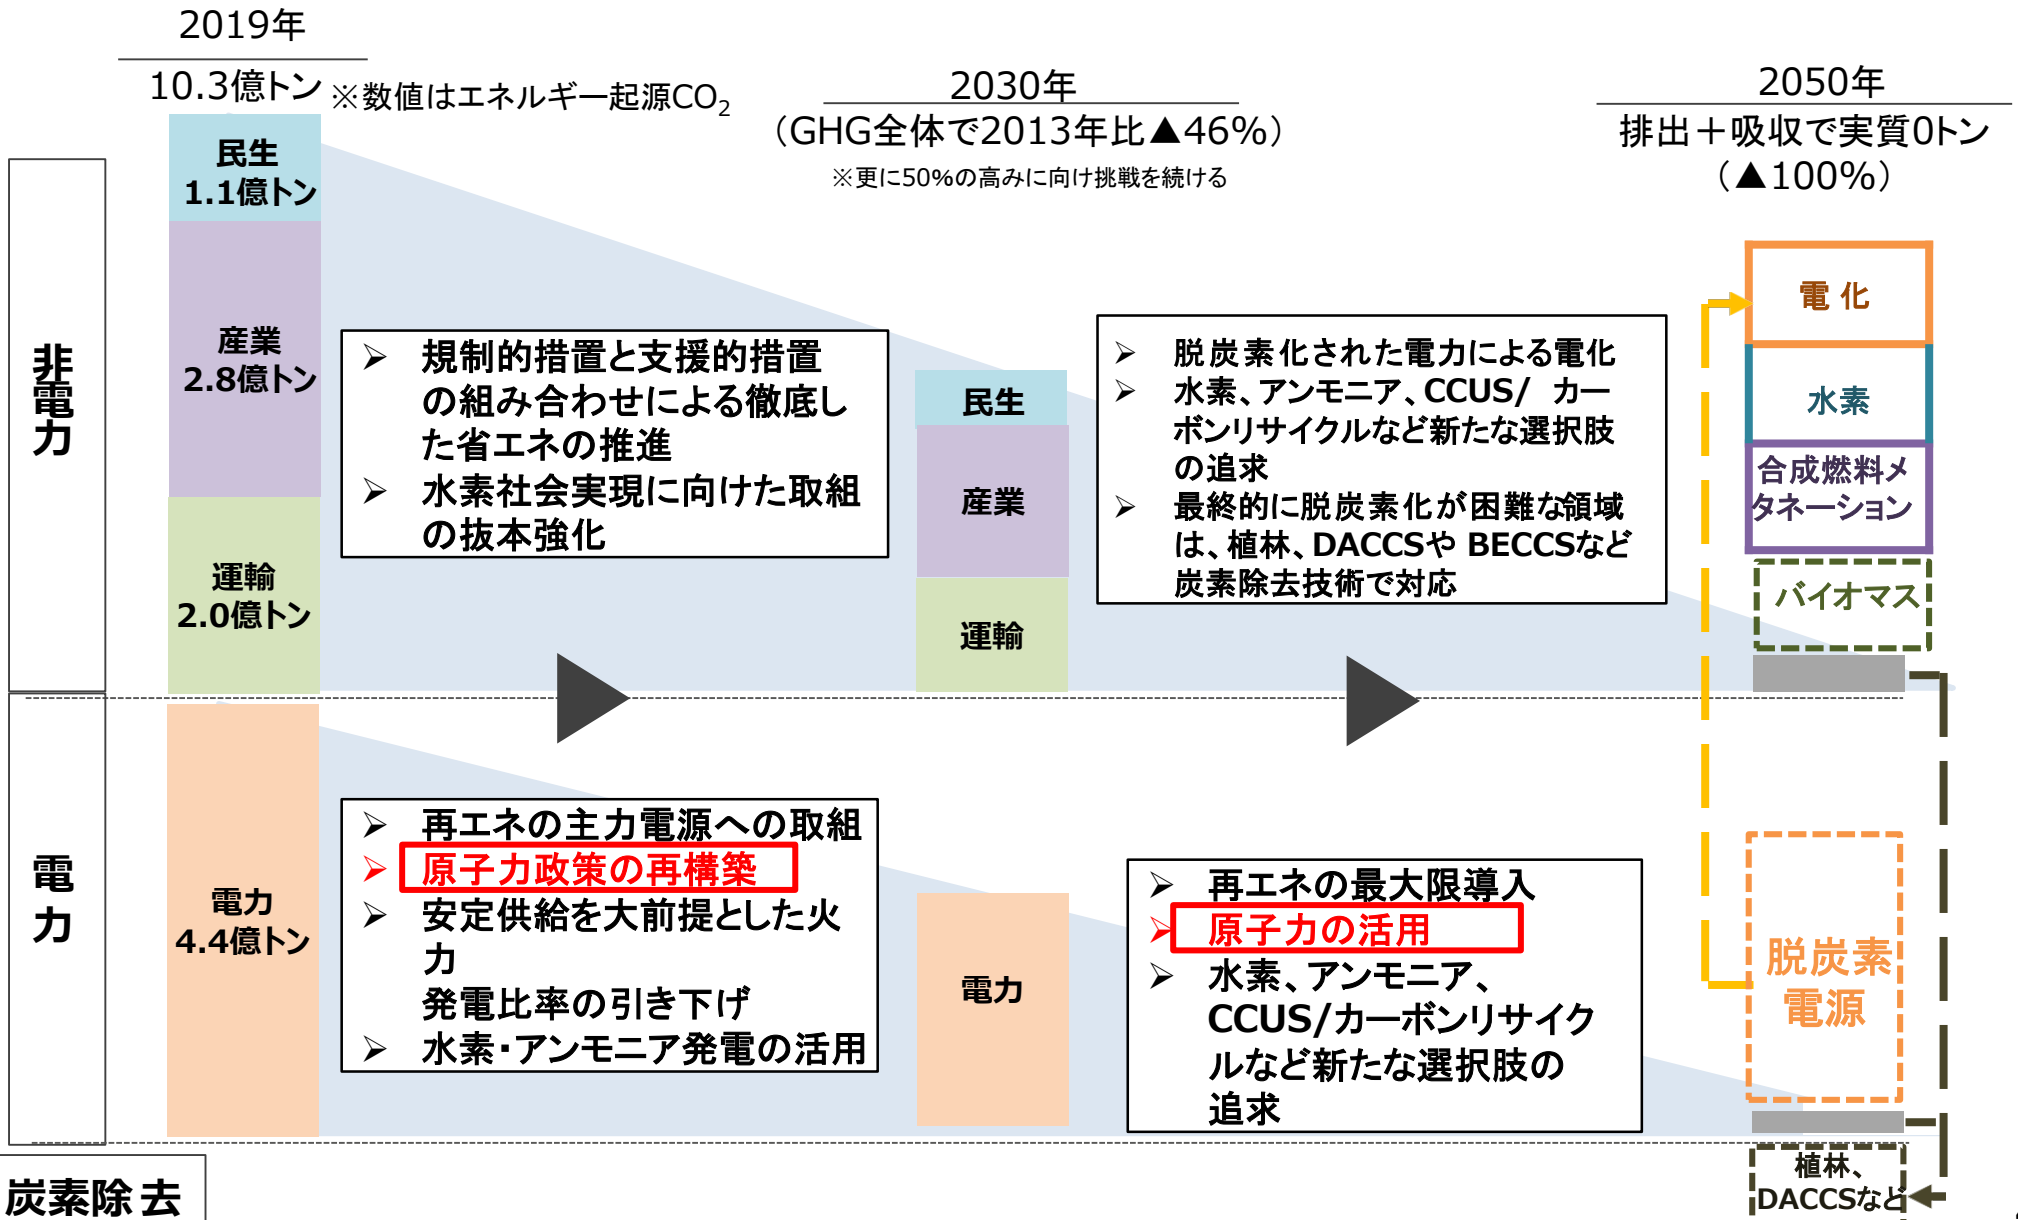 2019年
10.3億トン
※数値はエネルギー起源CO₂
2030年
（GHG全体で2013年比▲46%）
※更に50%の高みに向け挑戦を続ける
2050年
排出＋吸収で実質0トン
（▲100%）
非電力
民生
1.1億トン
産業
2.8億トン
運輸
2.0億トン
➢ 規制的措置と支援的措置
の組み合わせによる徹底し
た省エネの推進
➢ 水素社会実現に向けた取組
の抜本強化
民生
産業
運輸
➢ 脱炭素化された電力による電化
➢ 水素、アンモニア、CCUS/ カー
ボンリサイクルなど新たな選択肢
の追求
➢ 最終的に脱炭素化が困難な領域
は、植林、DACCSや BECCSなど
炭素除去技術で対応
電 化
水素
合成燃料メ
タネーション
バイオマス
電力
電力
4.4億トン
➢ 再エネの主力電源への取組
➢ 原子力政策の再構築
➢ 安定供給を大前提とした火
力
発電比率の引き下げ
➢ 水素・アンモニア発電の活用
電力
➢ 再エネの最大限導入
➢ 原子力の活用
➢ 水素、アンモニア、
CCUS/カーボンリサイク
ルなど新たな選択肢の
追求
脱炭素
電源
炭素除去
植林、
DACCSなど